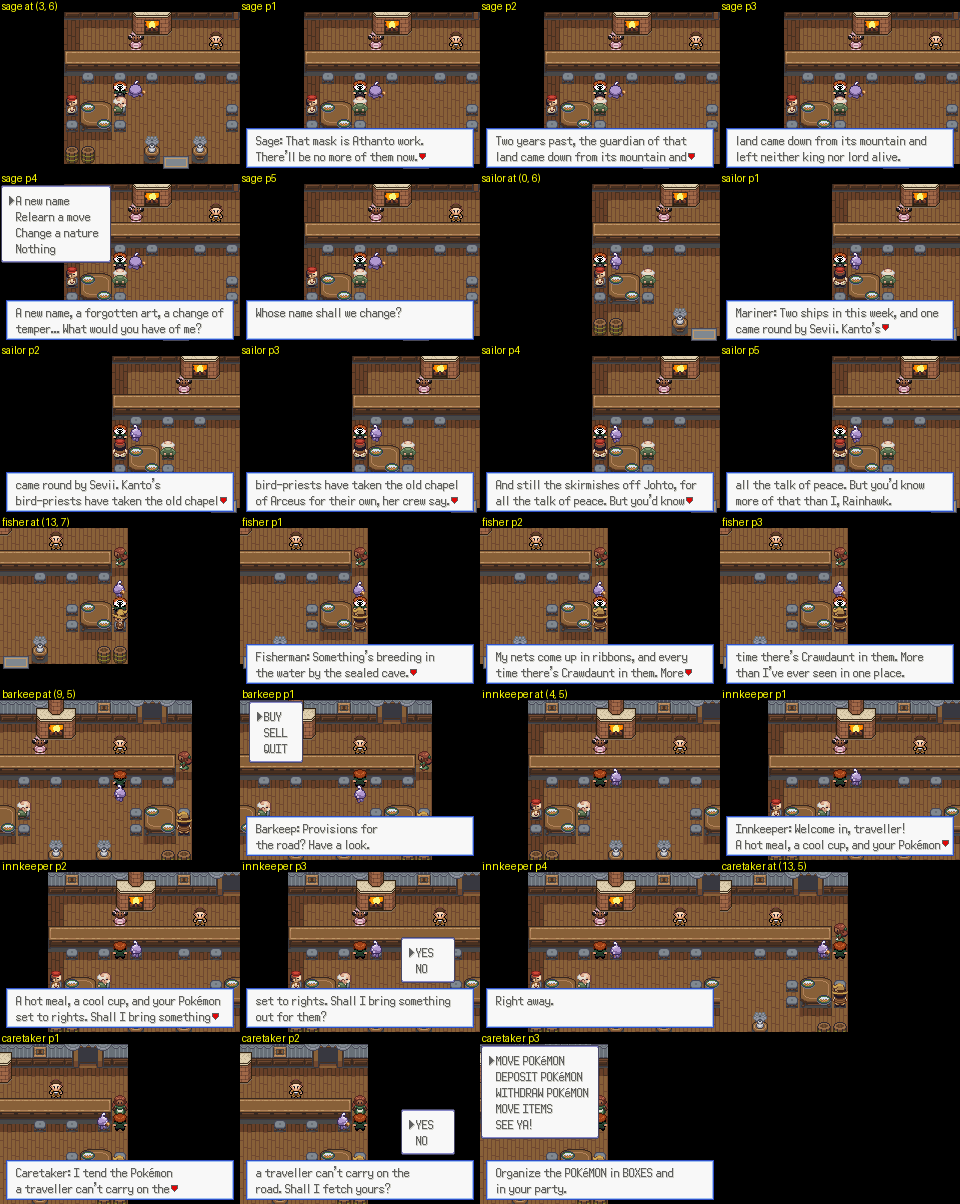 sage at (3, 6)
sage p1
sage p2
sage p3
Sage: That mask is Athanto work.
There'll be no more of them now.
Two years past, the guardian of that
land came down from its mountain and
land came down from its mountain and
left neither king nor lord alive.
sage p4
sage p5
sailor at (0, 6)
sailor p1
A new name
Relearn a move
Change a nature
Nothing
A new name, a forgotten art, a change of
temper... What would you have of me?
Whose name shall we change?
Mariner: Two ships in this week, and one
came round by Sevii. Kanto's
sailor p2
sailor p3
sailor p4
sailor p5
came round by Sevii. Kanto's
bird-priests have taken the old chapel
bird-priests have taken the old chapel
of Arceus for their own, her crew say.
And still the skirmishes off Johto, for
all the talk of peace. But you'd know
all the talk of peace. But you'd know
more of that than I, Rainhawk.
fisher at (13, 7)
fisher p1
fisher p2
fisher p3
Fisherman: Something's breeding in
the water by the sealed cave.
My nets come up in ribbons, and every
time there's Crawdaunt in them. More
time there's Crawdaunt in them. More
than I've ever seen in one place.
barkeep at (9, 5)
barkeep p1
innkeeper at (4, 5)
innkeeper p1
BUY
SELL
QUIT
Barkeep: Provisions for
the road? Have a look.
Innkeeper: Welcome in, traveller!
A hot meal, a cool cup, and your Pokémon
innkeeper p2
innkeeper p3
innkeeper p4
caretaker at (13, 5)
A hot meal, a cool cup, and your Pokémon
set to rights. Shall I bring something
YES
NO
set to rights. Shall I bring something
out for them?
Right away.
caretaker p1
caretaker p2
caretaker p3
Caretaker: I tend the Pokémon
a traveller can't carry on the
YES
NO
a traveller can't carry on the
road. Shall I fetch yours?
MOVE POKéMON
DEPOSIT POKéMON
WITHDRAW POKéMON
MOVE ITEMS
SEE YA!
Organize the POKéMON in BOXES and
in your party.